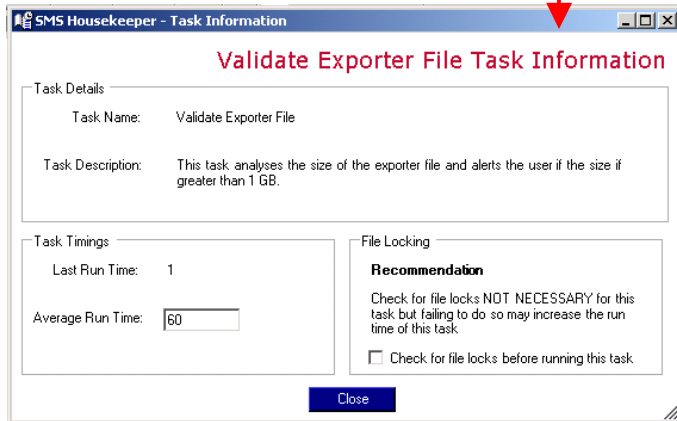 SMS Housekeeper - Task Information
Validate Exporter File Task Information
Task Details
Task Name: Validate Exporter File
Task Description: This task analyses the size of the exporter file and alerts the user if the size if
greater than 1 GB.
Task Timings
Last Run Time: 1
Average Run Time: 60
File Locking
Recommendation
Check for file locks NOT NECESSARY for this
task but failing to do so may increase the run
time of this task
Check for file locks before running this task
Close